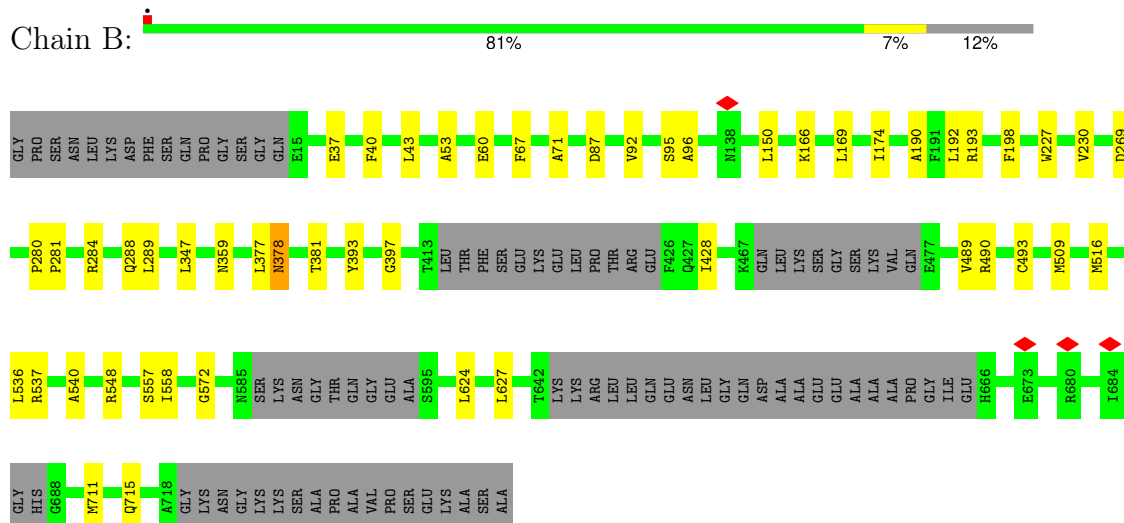 Chain B:
81% 7% 12%
GLY PRO SER ASN LEU LYS ASP PHE SER GLN PRO GLY SER GLY GLN E15 E37 F40 L43 A53 E60 F67 A71 D87 V92 S95 A96 N138 L150 K166 L169 I174 A190 F191 L192 R193 F198 W227 V230 D269
P280 P281 R284 Q288 L289 L347 N359 L377 N378 T381 Y393 G397 T413 LEU THR PHE SER GLU LYS GLU LEU PRO THR ARG GLU F426 Q427 I428 K467 GLN LEU LYS SER GLY SER LYS VAL GLN E477 V489 R490 C493 M509 M516
L536 R537 A540 R548 S557 I558 G572 N585 SER LYS ASN GLY THR GLN GLY GLU ALA S595 L624 L627 T642 LYS LYS ARG LEU LEU GLN GLU ASN LEU GLY GLN ASP ALA ALA GLU GLU ALA ALA ALA PRO GLY ILE GLU H666 E673 R680 I684
GLY HIS G688 M711 Q715 A718 GLY LYS ASN GLY LYS LYS SER ALA PRO ALA VAL PRO SER GLU LYS ALA SER ALA